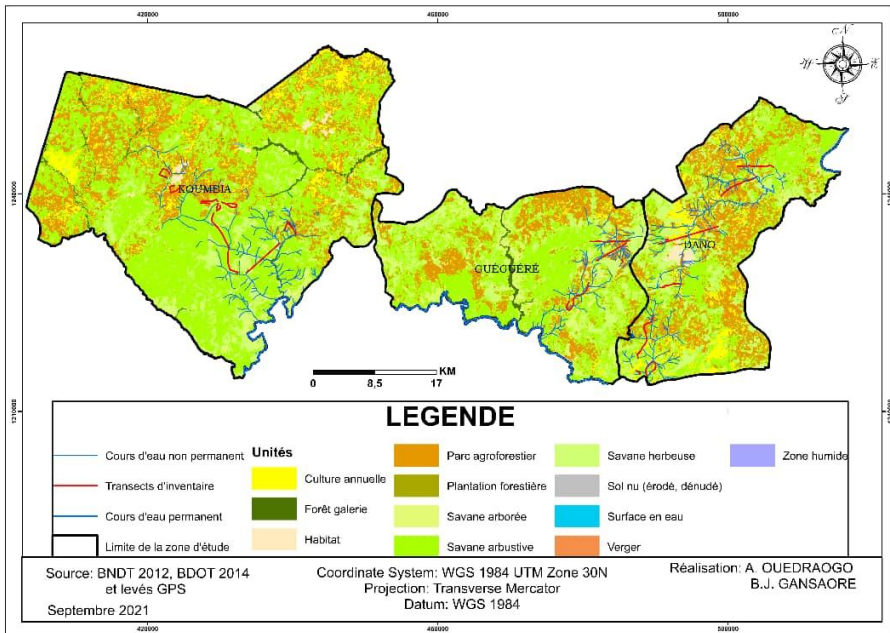 420000 460000 500000
N
W E
S
1240000 1240000
KOUMBIA
DANO
GUÉGUÉRÉ
KM
0 8,5 17
1210000 1210000
LEGENDE
Cours d'eau non permanent
Transects d'inventaire
Cours d'eau permanent
Limite de la zone d'étude
Unités
Culture annuelle
Forêt galerie
Habitat
Parc agroforestier
Plantation forestière
Savane arborée
Savane arbustive
Savane herbeuse
Sol nu (érodé, dénudé)
Surface en eau
Verger
Zone humide
Source: BNDT 2012, BDOT 2014
et levés GPS
Septembre 2021
Coordinate System: WGS 1984 UTM Zone 30N
Projection: Transverse Mercator
Datum: WGS 1984
Réalisation: A. OUEDRAOGO
B.J. GANSAORE
420000 460000 500000